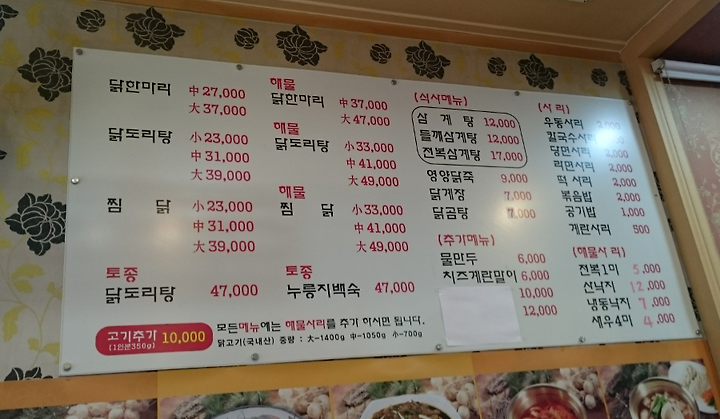 닭한마리 中 27,000
大 37,000
닭도리탕 小 23,000
中 31,000
大 39,000
찜 닭 小 23,000
中 31,000
大 39,000
토종
닭도리탕 47,000
해물
닭한마리 中 37,000
大 47,000
해물
닭도리탕 小 33,000
中 41,000
大 49,000
해물
찜 닭 小 33,000
中 41,000
大 49,000
토종
누룽지백숙 47,000
고기추가 10,000
(1인분350g)
모든메뉴에는 해물사리를 추가 하시면 됩니다.
닭고기(국내산) 중량 : 大-1400g 中-1050g 小-700g
(식사메뉴)
삼 계 탕 12,000
들깨삼계탕 12,000
전복삼계탕 17,000
영양닭죽 9,000
닭계장 7,000
닭곰탕 7,000
(추가메뉴)
물만두 6,000
치즈계란말이 6,000
10,000
12,000
(사 리)
우동사리
칼국수사리
당면사리
라면사리 2,000
떡 사리 2,000
볶음밥 2,000
공기밥 1,000
계란사리 500
(해물사 리)
전복1미 5,000
산낙지 12,000
냉동낙지 7,000
새우4미 4,000